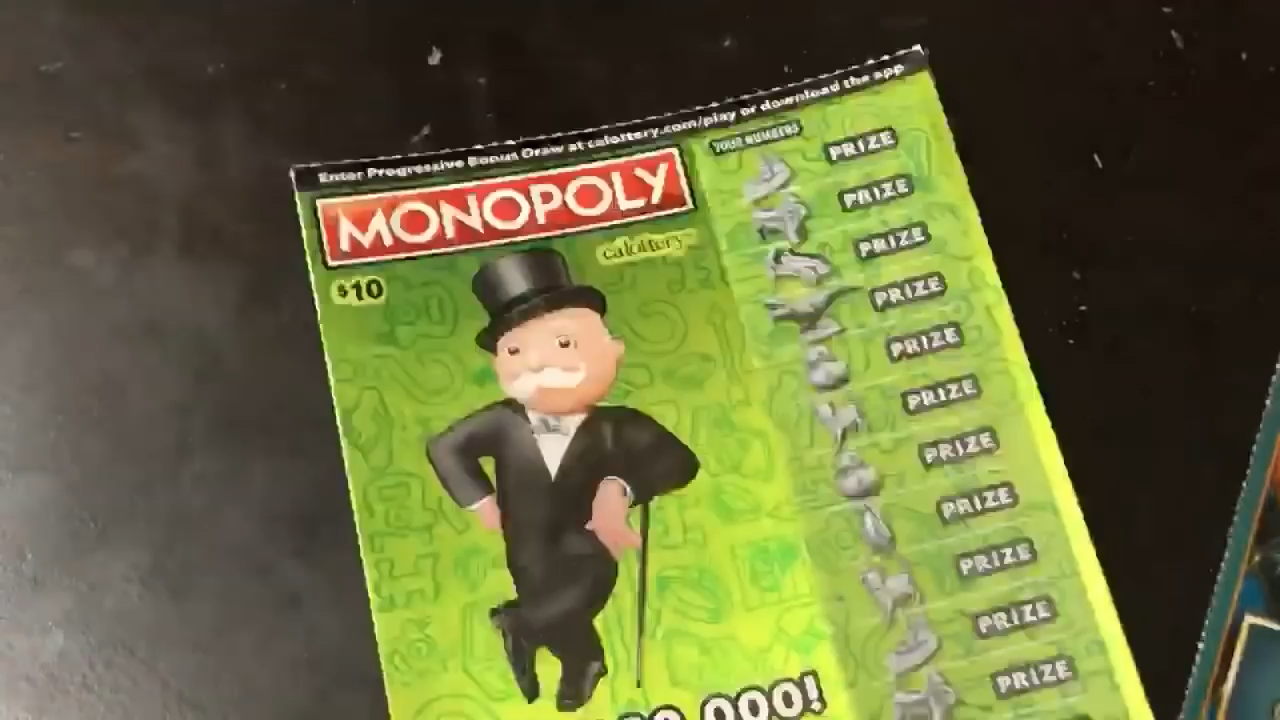 Enter Progressive Bonus Draw at calottery.com/play or download the app
MONOPOLY
calottery
$10
YOUR NUMBERS
PRIZE
PRIZE
PRIZE
PRIZE
PRIZE
PRIZE
PRIZE
PRIZE
PRIZE
PRIZE
PRIZE
000!